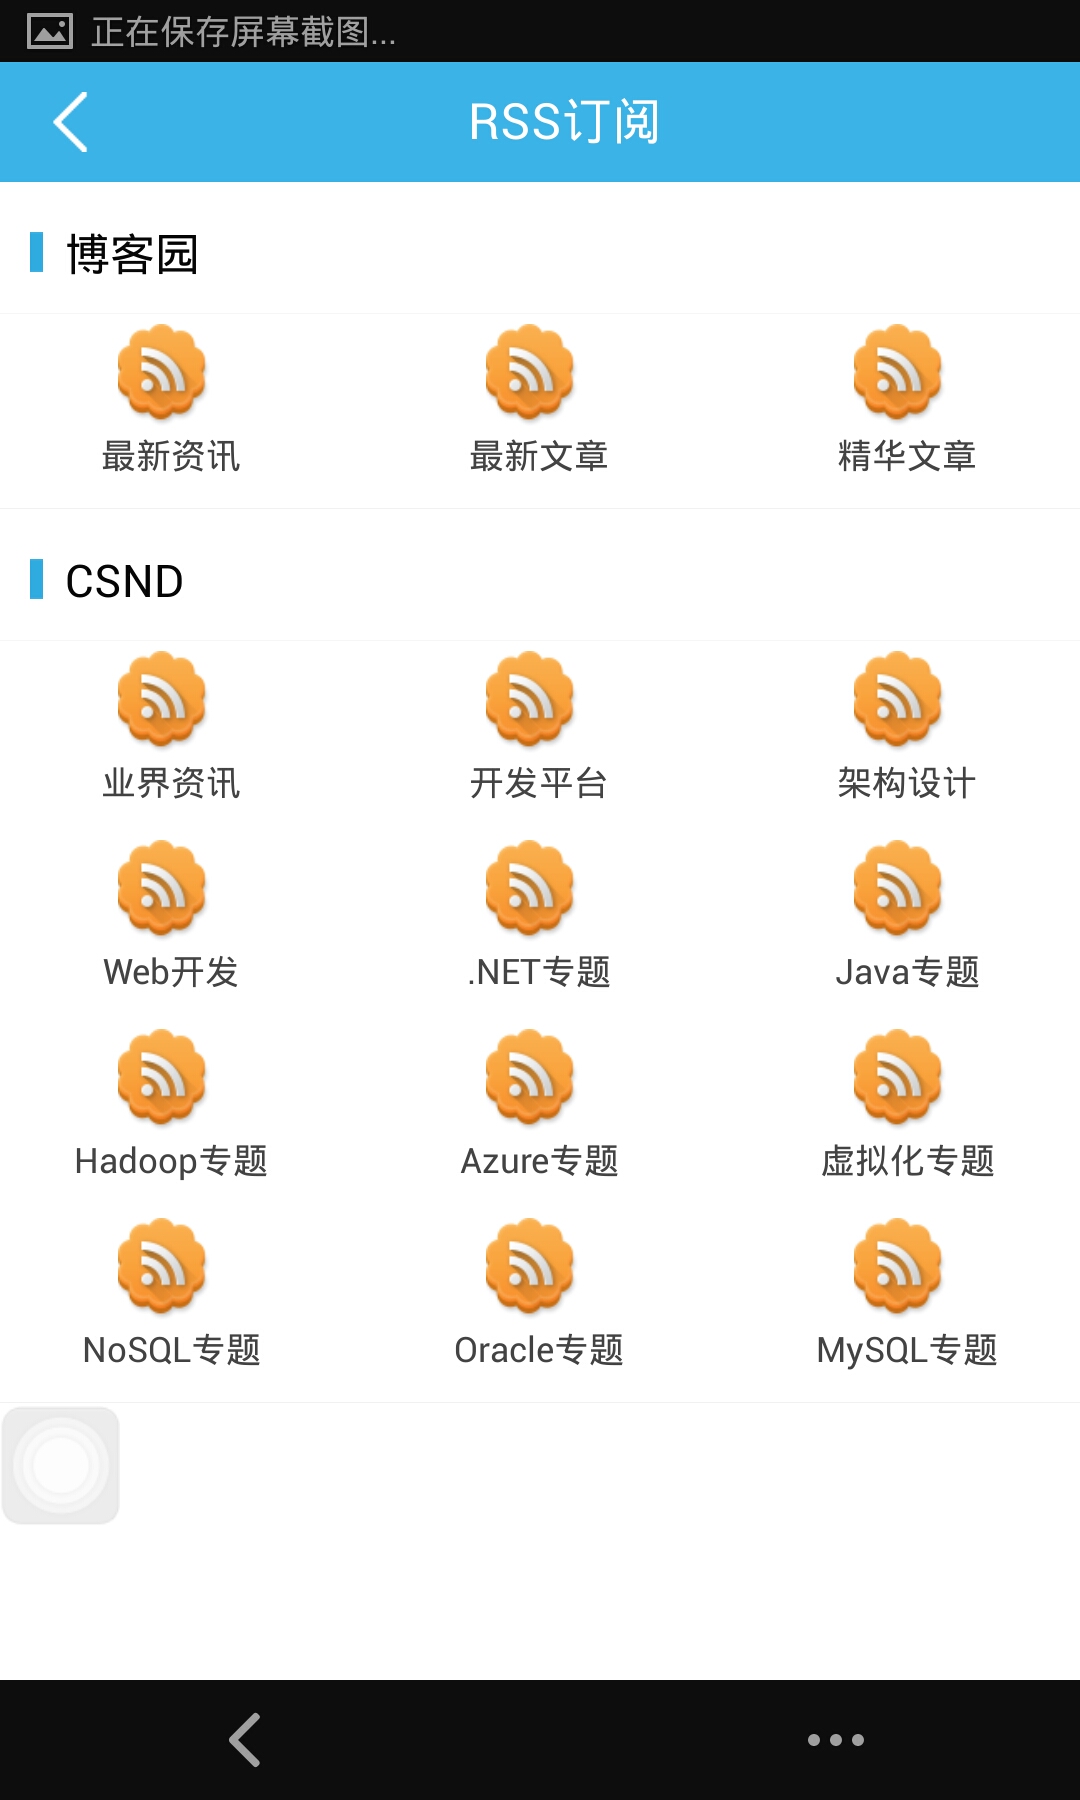 正在保存屏幕截图...
RSS订阅
博客园
最新资讯 最新文章 精华文章
CSND
业界资讯 开发平台 架构设计
Web开发 .NET专题 Java专题
Hadoop专题 Azure专题 虚拟化专题
NoSQL专题 Oracle专题 MySQL专题